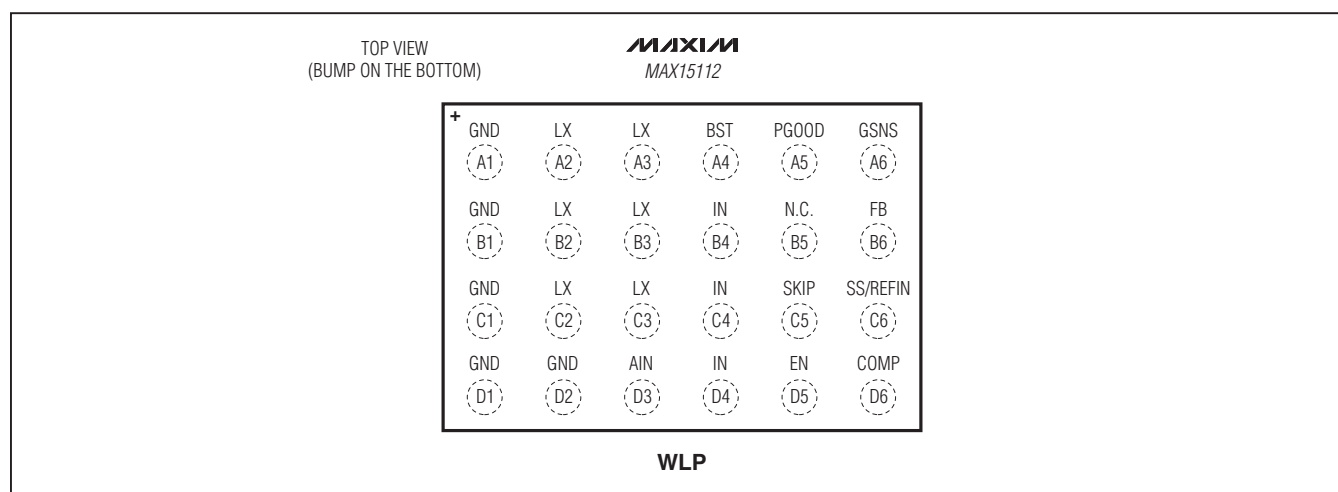 TOP VIEW
(BUMP ON THE BOTTOM)
MAXIM
MAX15112
+
GND LX LX BST PGOOD GSNS
A1 A2 A3 A4 A5 A6
GND LX LX IN N.C. FB
B1 B2 B3 B4 B5 B6
GND LX LX IN SKIP SS/REFIN
C1 C2 C3 C4 C5 C6
GND GND AIN IN EN COMP
D1 D2 D3 D4 D5 D6
WLP